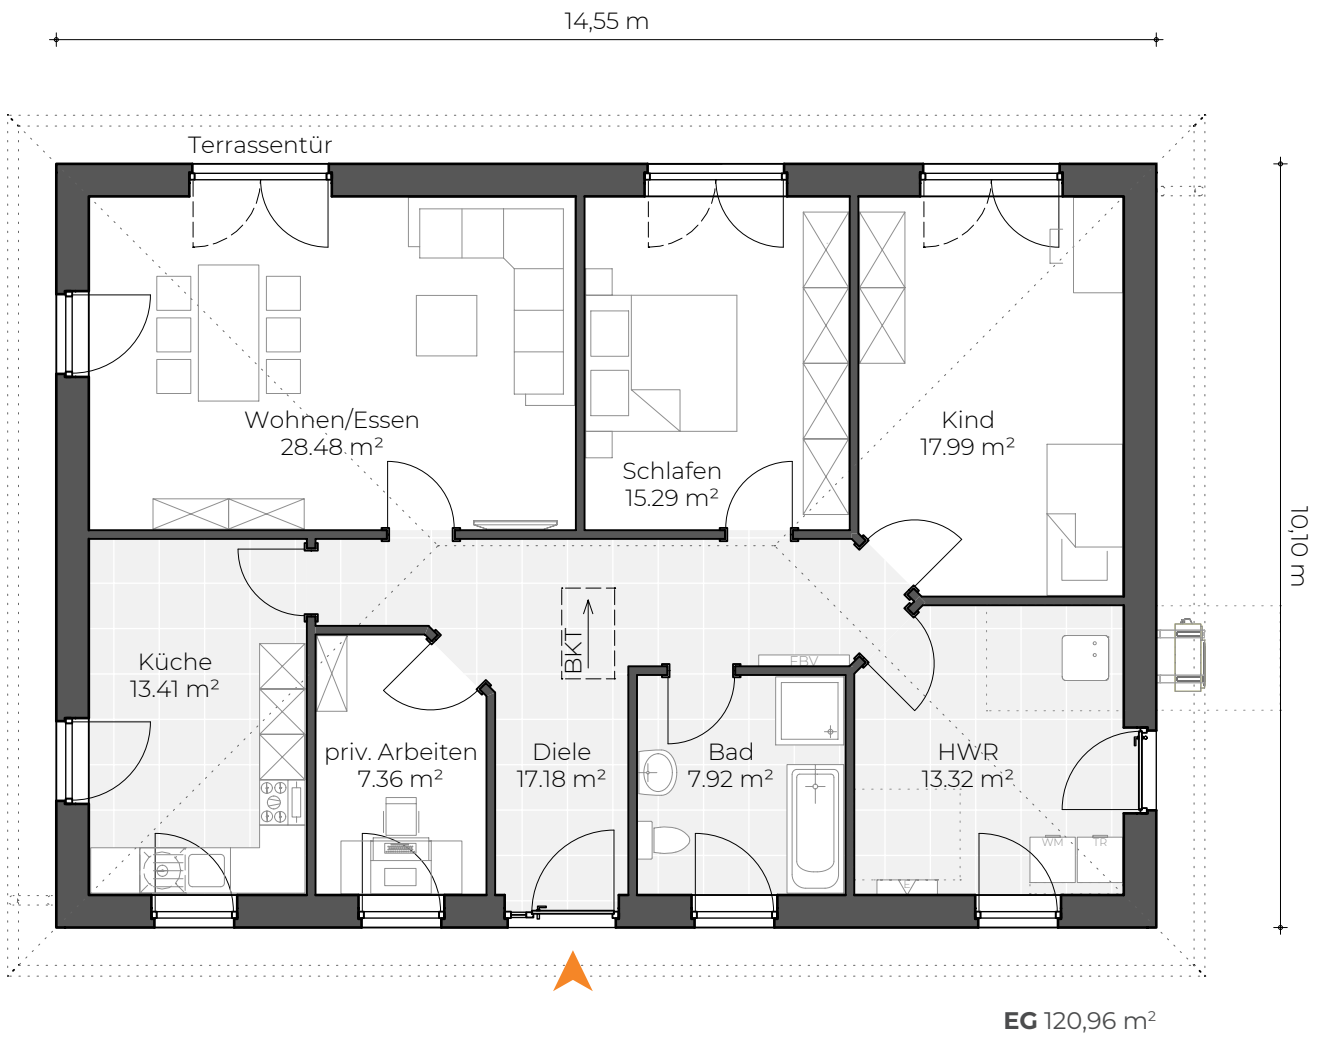 14,55 m
Terrassentür
Wohnen/Essen
28.48 m²
Schlafen
15.29 m²
Kind
17.99 m²
10,10 m
Küche
13.41 m²
BKT
EBV
priv. Arbeiten
7.36 m²
Diele
17.18 m²
Bad
7.92 m²
HWR
13.32 m²
WM
TR
E
EG 120,96 m²